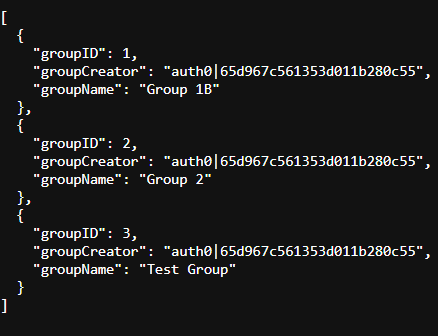 [
  {
    "groupID": 1,
    "groupCreator": "auth0|65d967c561353d011b280c55",
    "groupName": "Group 1B"
  },
  {
    "groupID": 2,
    "groupCreator": "auth0|65d967c561353d011b280c55",
    "groupName": "Group 2"
  },
  {
    "groupID": 3,
    "groupCreator": "auth0|65d967c561353d011b280c55",
    "groupName": "Test Group"
  }
]